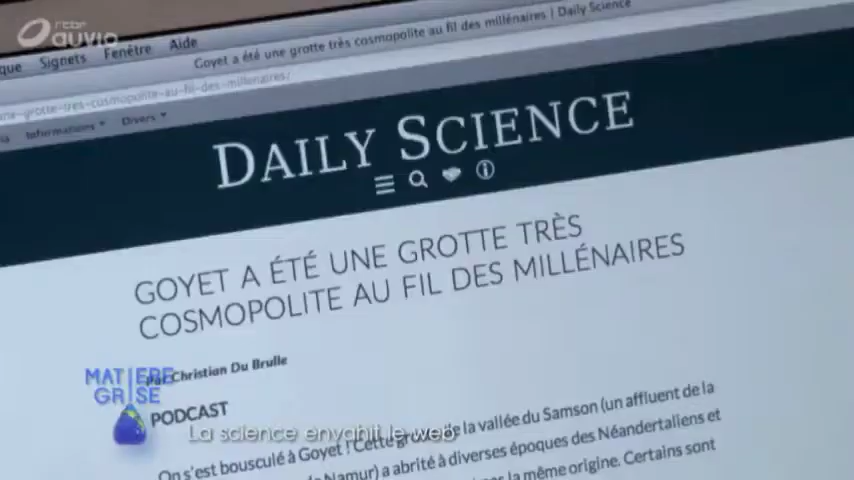 rtbf
auvio
que Signets Fenêtre Aide
Goyet a été une grotte très cosmopolite au fil des millénaires | Daily Science
ne-grotte-tres-cosmopolite-au-fil-des-millenaires/
Informations Divers
DAILY SCIENCE
GOYET A ÉTÉ UNE GROTTE TRÈS
COSMOPOLITE AU FIL DES MILLÉNAIRES
Par Christian Du Brulle
MATIERE
GRISE
PODCAST
La science envahit le web
On s'est bousculé à Goyet ! Cette grotte de la vallée du Samson (un affluent de la
Namur) a abrité à diverses époques des Néandertaliens et
la même origine. Certains sont